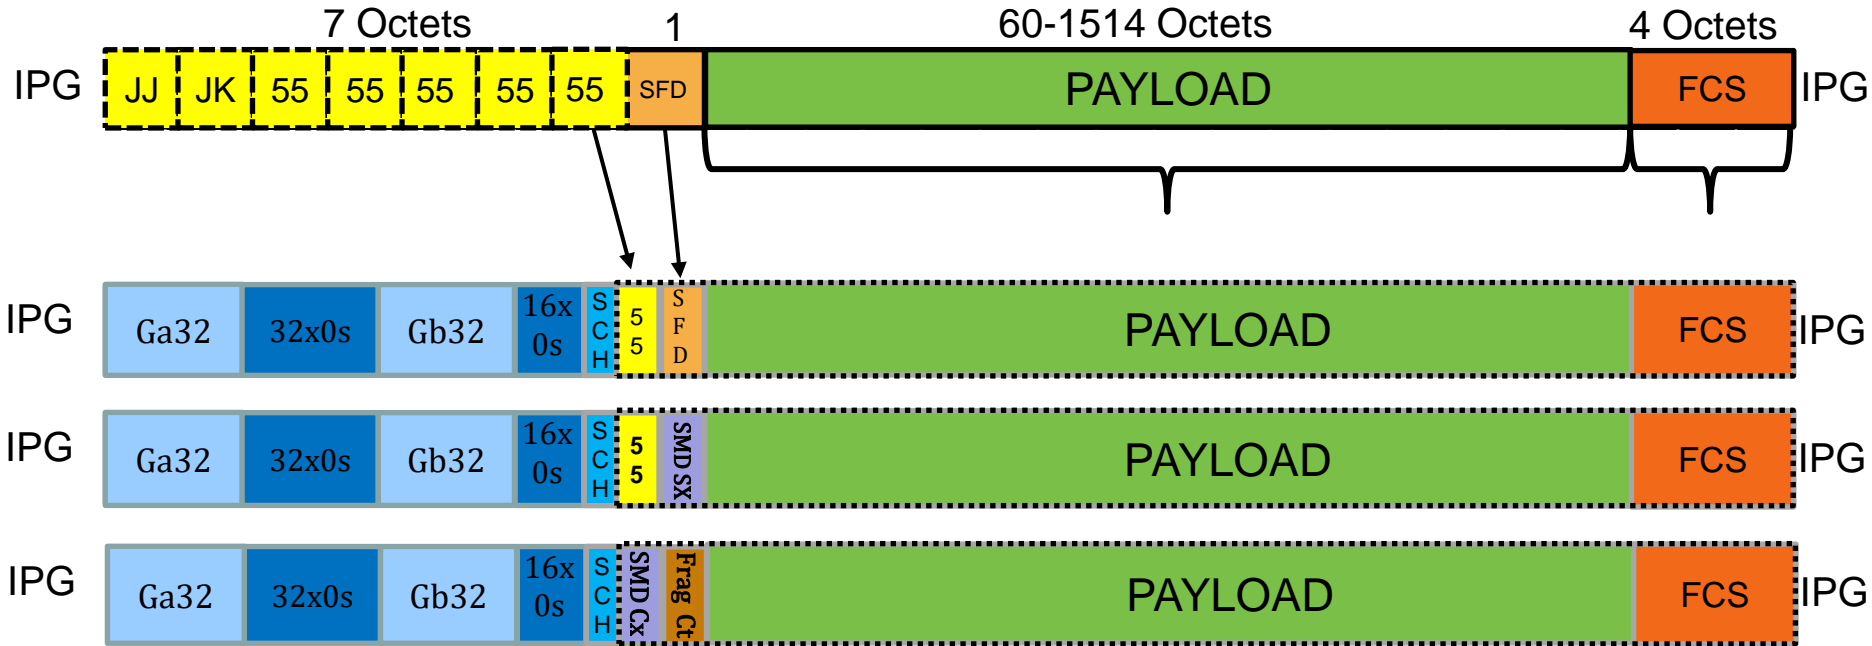 7 Octets 1 60-1514 Octets 4 Octets
IPG JJ JK 55 55 55 55 55 SFD PAYLOAD FCS IPG
IPG Ga32 32x0s Gb32 16x 0s SCH 55 SFD PAYLOAD FCS IPG
IPG Ga32 32x0s Gb32 16x 0s SCH 55 SMD SX PAYLOAD FCS IPG
IPG Ga32 32x0s Gb32 16x 0s SCH SMD Cx Frag Ct PAYLOAD FCS IPG